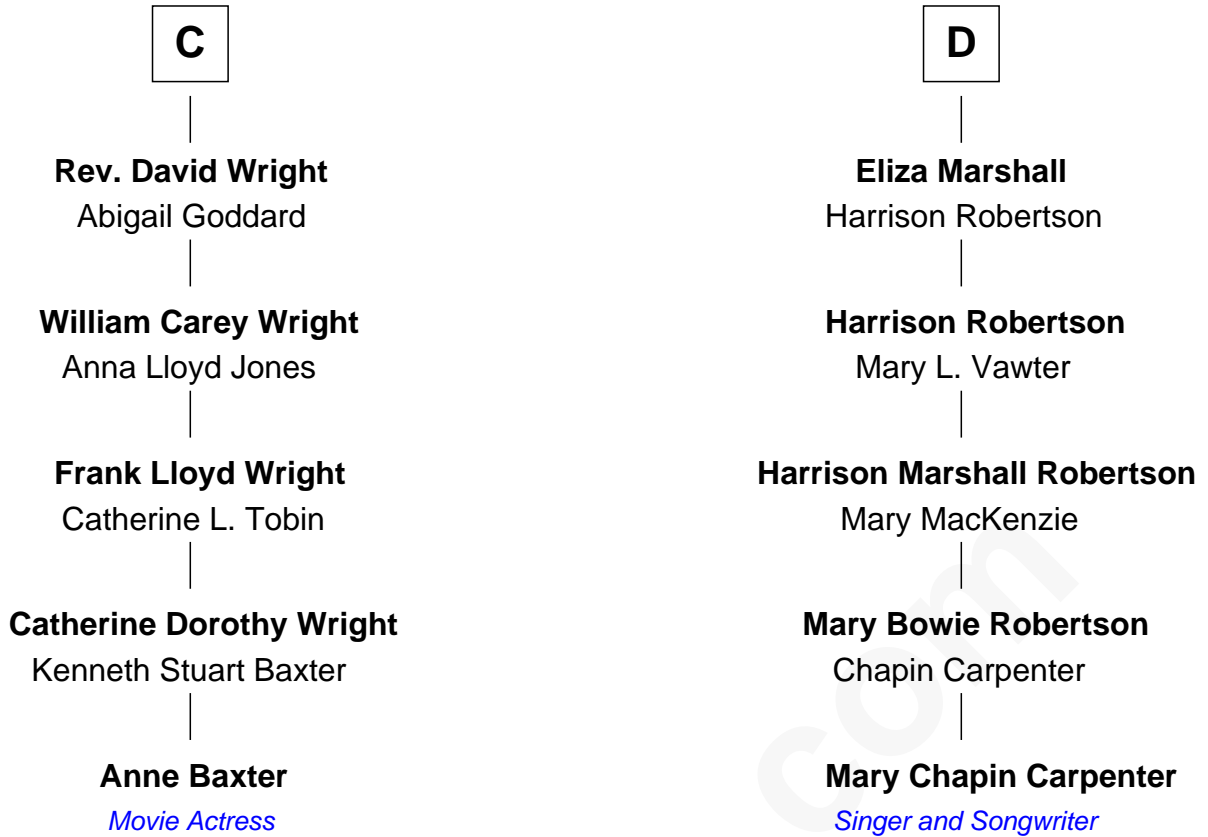 C
Rev. David Wright
Abigail Goddard
William Carey Wright
Anna Lloyd Jones
Frank Lloyd Wright
Catherine L. Tobin
Catherine Dorothy Wright
Kenneth Stuart Baxter
Anne Baxter
Movie Actress
D
Eliza Marshall
Harrison Robertson
Harrison Robertson
Mary L. Vawter
Harrison Marshall Robertson
Mary MacKenzie
Mary Bowie Robertson
Chapin Carpenter
Mary Chapin Carpenter
Singer and Songwriter
com